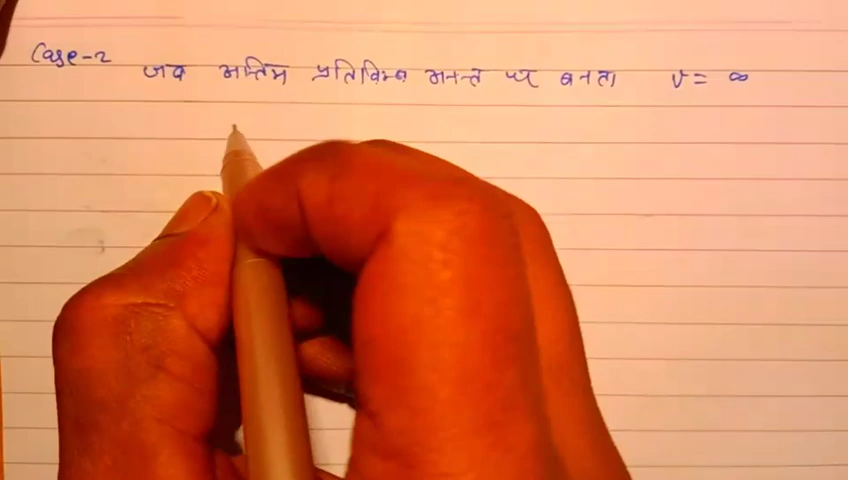 Case-2 जब अन्तिम प्रतिविम्ब अनन्त पर बनता v = ∞